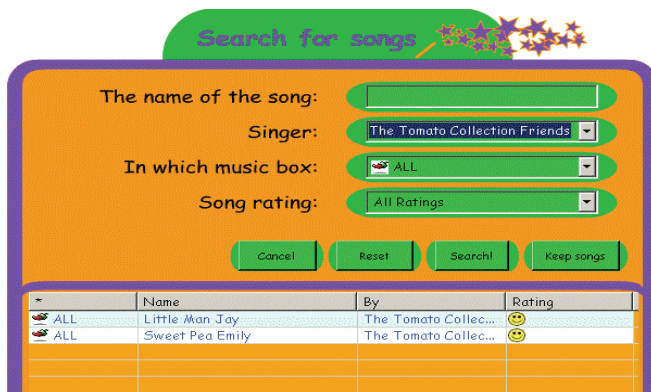 Search for songs
The name of the song:
Singer: The Tomato Collection Friends
In which music box: ALL
Song rating: All Ratings
Cancel Reset Search! Keep songs
* Name By Rating
ALL Little Man Jay The Tomato Collec...
ALL Sweet Pea Emily The Tomato Collec...